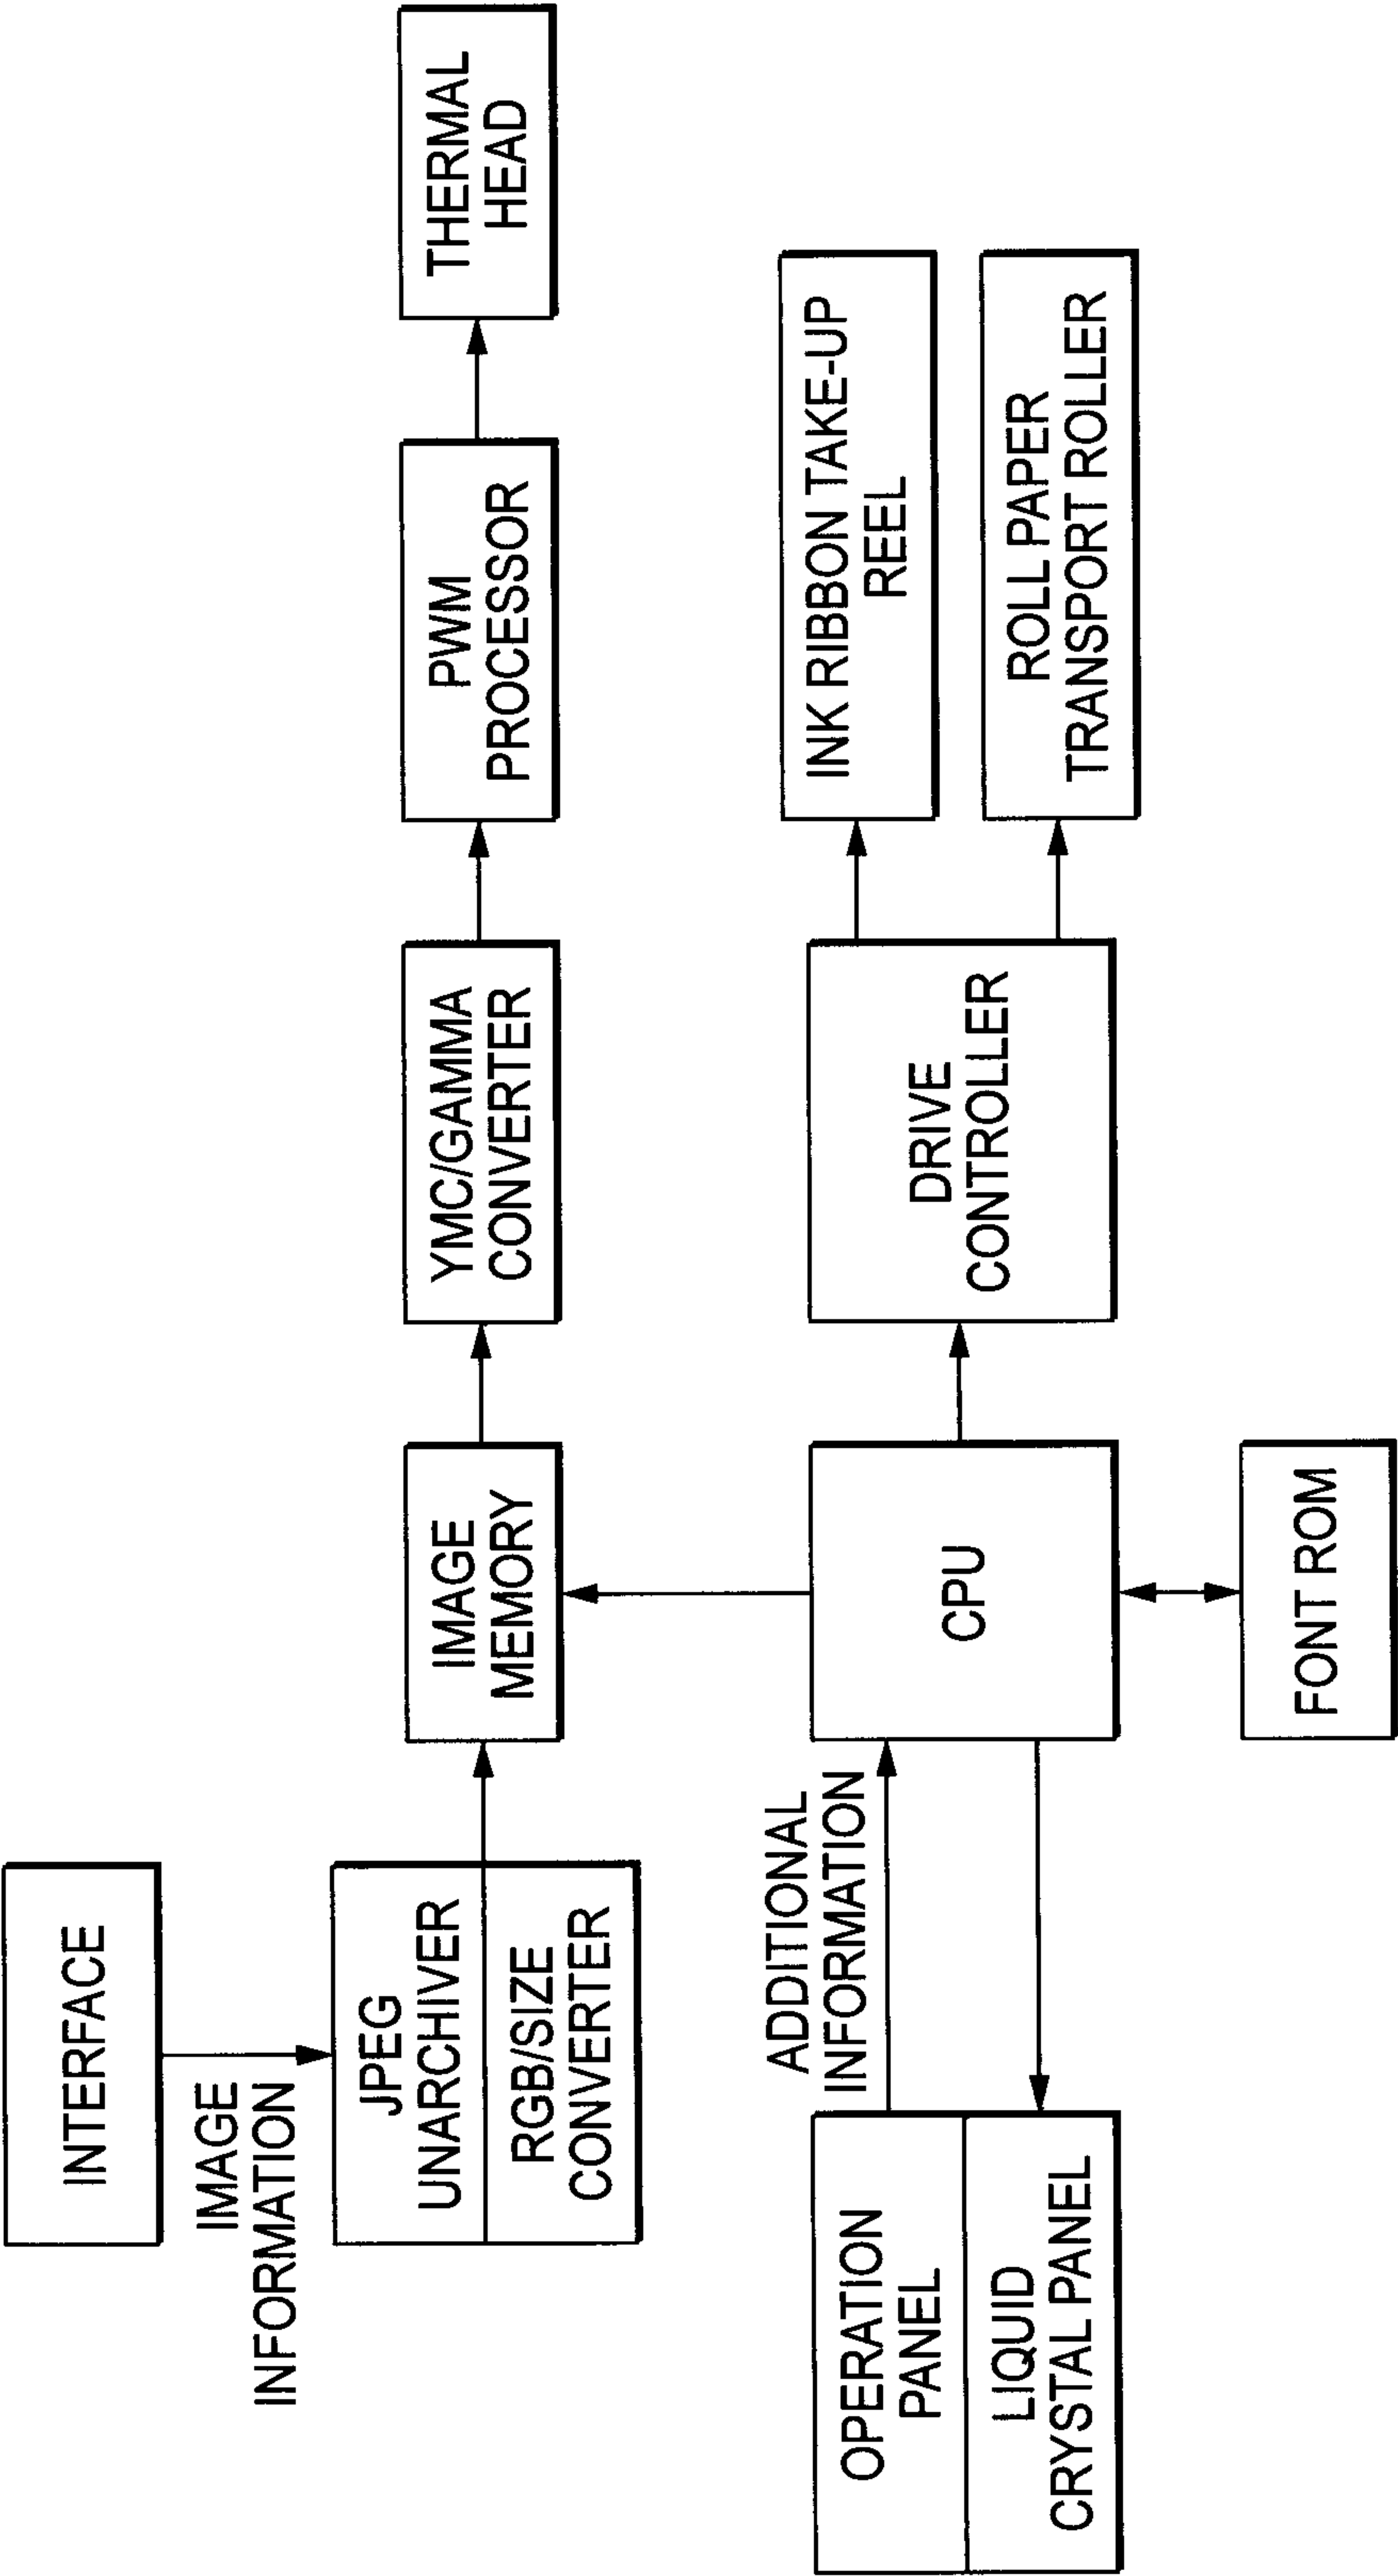 INTERFACE
IMAGE
INFORMATION
JPEG
UNARCHIVER
RGB/SIZE
CONVERTER
IMAGE
MEMORY
YMC/GAMMA
CONVERTER
PWM
PROCESSOR
THERMAL
HEAD
OPERATION
PANEL
LIQUID
CRYSTAL PANEL
ADDITIONAL
INFORMATION
CPU
FONT ROM
DRIVE
CONTROLLER
INK RIBBON TAKE-UP
REEL
ROLL PAPER
TRANSPORT ROLLER